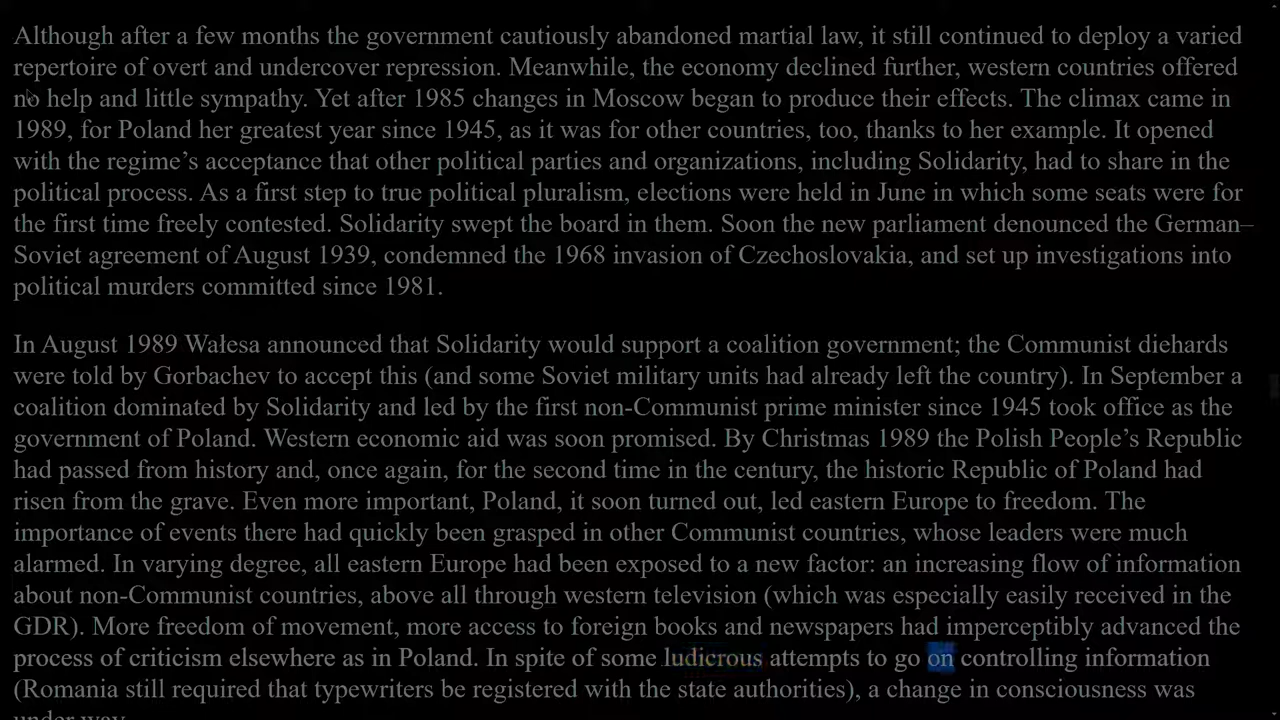 Although after a few months the government cautiously abandoned martial law, it still continued to deploy a varied
repertoire of overt and undercover repression. Meanwhile, the economy declined further, western countries offered
no help and little sympathy. Yet after 1985 changes in Moscow began to produce their effects. The climax came in
1989, for Poland her greatest year since 1945, as it was for other countries, too, thanks to her example. It opened
with the regime’s acceptance that other political parties and organizations, including Solidarity, had to share in the
political process. As a first step to true political pluralism, elections were held in June in which some seats were for
the first time freely contested. Solidarity swept the board in them. Soon the new parliament denounced the German–
Soviet agreement of August 1939, condemned the 1968 invasion of Czechoslovakia, and set up investigations into
political murders committed since 1981.
In August 1989 Wałesa announced that Solidarity would support a coalition government; the Communist diehards
were told by Gorbachev to accept this (and some Soviet military units had already left the country). In September a
coalition dominated by Solidarity and led by the first non-Communist prime minister since 1945 took office as the
government of Poland. Western economic aid was soon promised. By Christmas 1989 the Polish People’s Republic
had passed from history and, once again, for the second time in the century, the historic Republic of Poland had
risen from the grave. Even more important, Poland, it soon turned out, led eastern Europe to freedom. The
importance of events there had quickly been grasped in other Communist countries, whose leaders were much
alarmed. In varying degree, all eastern Europe had been exposed to a new factor: an increasing flow of information
about non-Communist countries, above all through western television (which was especially easily received in the
GDR). More freedom of movement, more access to foreign books and newspapers had imperceptibly advanced the
process of criticism elsewhere as in Poland. In spite of some ludicrous attempts to go on controlling information
(Romania still required that typewriters be registered with the state authorities), a change in consciousness was
under way.